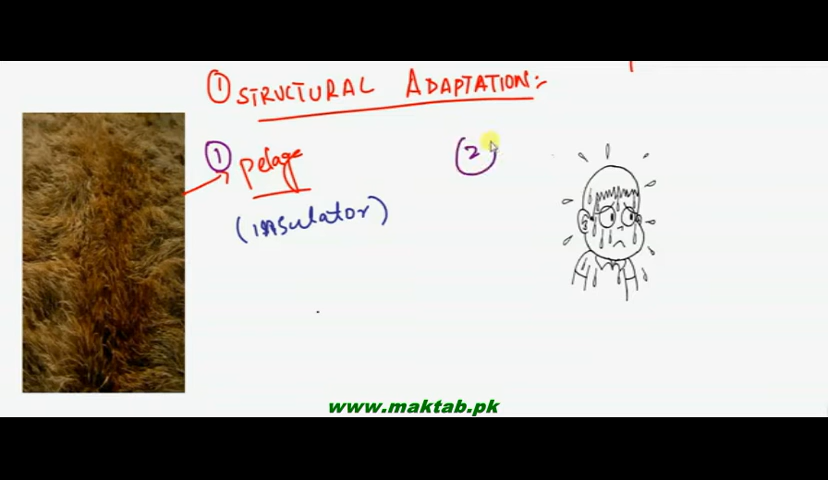 ① STRUCTURAL ADAPTATION:-
① Pelage
(insulator)
②
www.maktab.pk